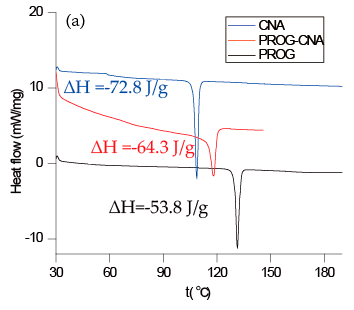 (a)
CNA
PROG-CNA
PROG
ΔH =-72.8 J/g
ΔH =-64.3 J/g
ΔH=-53.8 J/g
Heat flow (mW/mg)
20
10
0
-10
30 60 90 120 150 180
t(°C)